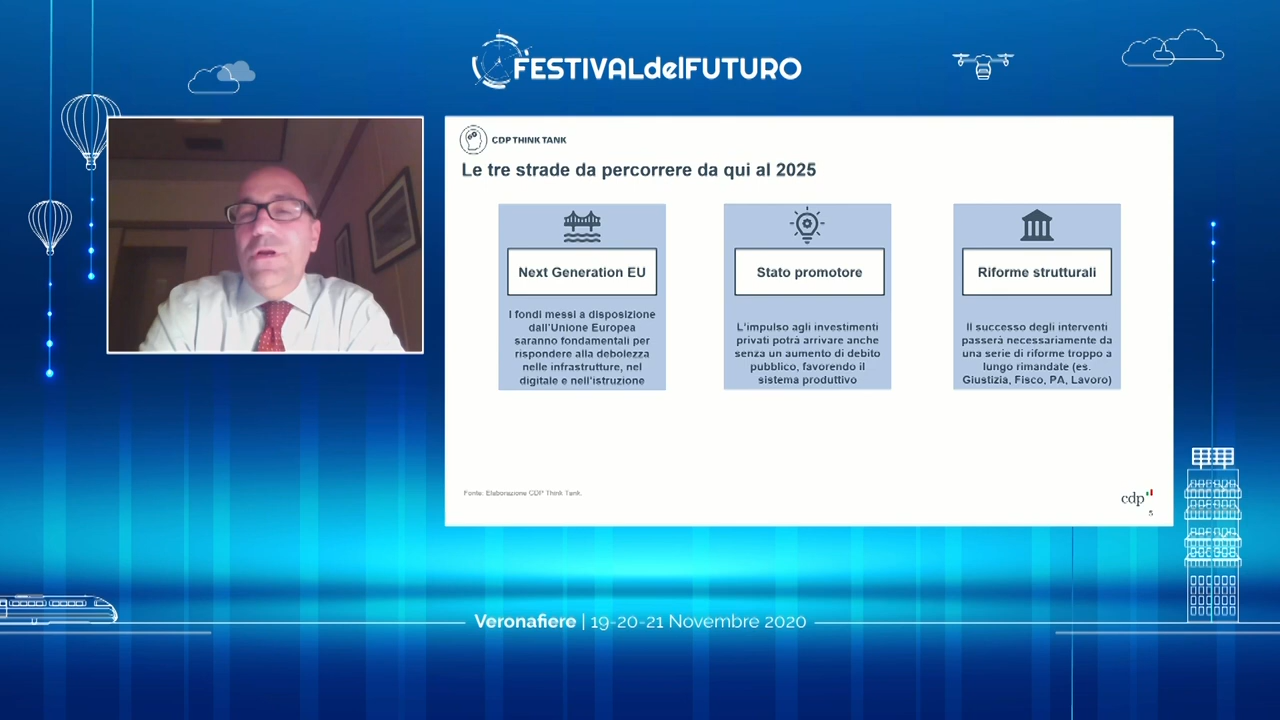 FESTIVALdelFUTURO
CDP THINK TANK
Le tre strade da percorrere da qui al 2025
Next Generation EU
I fondi messi a disposizione
dall'Unione Europea
saranno fondamentali per
rispondere alla debolezza
nelle infrastrutture, nel
digitale e nell'istruzione
Stato promotore
L'impulso agli investimenti
privati potrà arrivare anche
senza un aumento di debito
pubblico, favorendo il
sistema produttivo
Riforme strutturali
Il successo degli interventi
passerà necessariamente da
una serie di riforme troppo a
lungo rimandate (es.
Giustizia, Fisco, PA, Lavoro)
Fonte: Elaborazione CDP Think Tank.
cdp
5
Veronafiere | 19-20-21 Novembre 2020